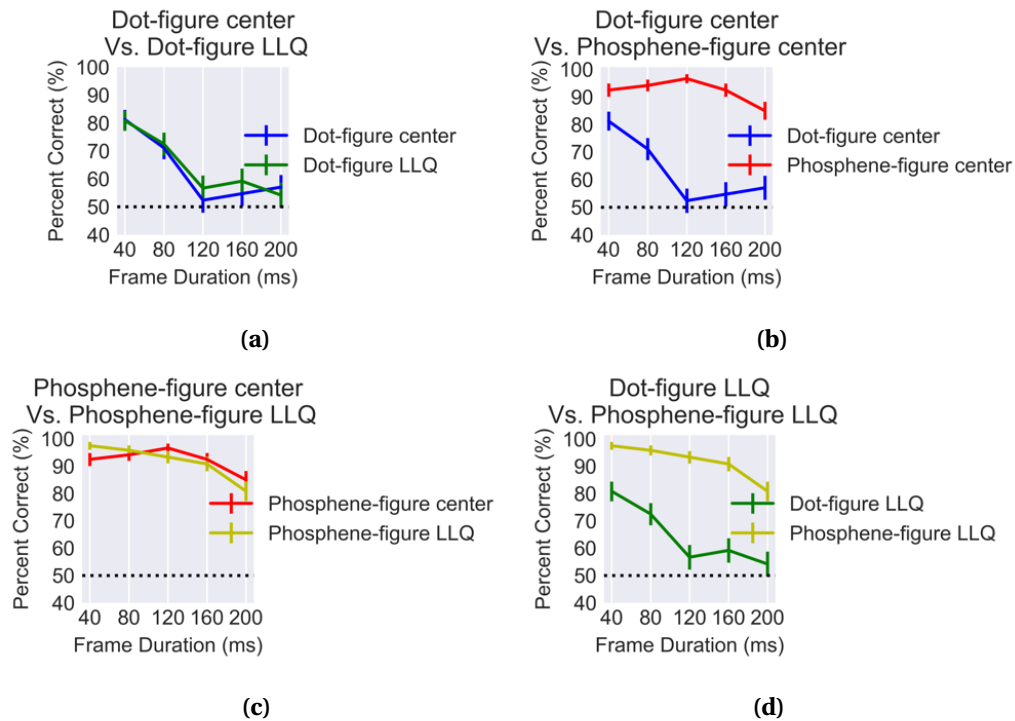 Dot-figure center
Vs. Dot-figure LLQ
Percent Correct (%)
100
90
80
70
60
50
40
40 80 120 160 200
Frame Duration (ms)
Dot-figure center
Dot-figure LLQ
(a)
Dot-figure center
Vs. Phosphene-figure center
Percent Correct (%)
100
90
80
70
60
50
40
40 80 120 160 200
Frame Duration (ms)
Dot-figure center
Phosphene-figure center
(b)
Phosphene-figure center
Vs. Phosphene-figure LLQ
Percent Correct (%)
100
90
80
70
60
50
40
40 80 120 160 200
Frame Duration (ms)
Phosphene-figure center
Phosphene-figure LLQ
(c)
Dot-figure LLQ
Vs. Phosphene-figure LLQ
Percent Correct (%)
100
90
80
70
60
50
40
40 80 120 160 200
Frame Duration (ms)
Dot-figure LLQ
Phosphene-figure LLQ
(d)